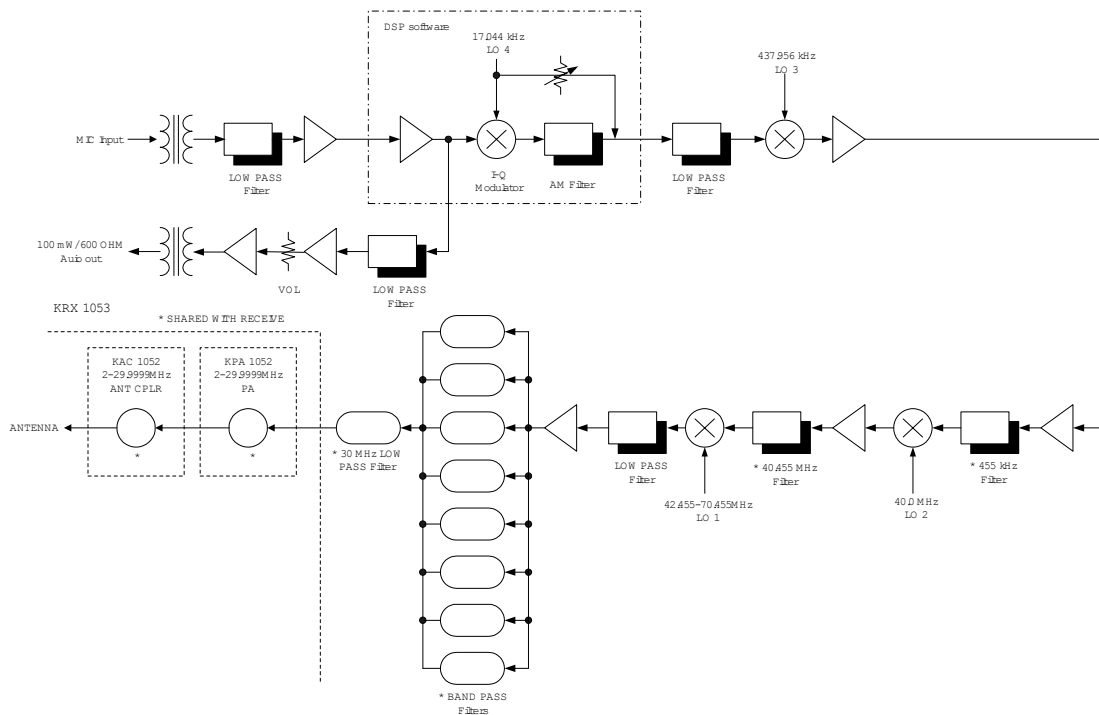 DSP software
17.044 kHz
LO 4
437.956 kHz
LO 3
MIC Input
LOW PASS
Filter
I-Q
Modulator
AM Filter
LOW PASS
Filter
100 mW/600 OHM
Auio out
VOL
LOW PASS
Filter
KRX 1053
* SHARED WITH RECEIVE
KAC 1052
2-29.9999MHz
ANT CPLR
KPA 1052
2-29.9999MHz
PA
ANTENNA
*
*
* 30 MHz LOW
PASS Filter
LOW PASS
Filter
* 40.455 MHz
Filter
* 455 kHz
Filter
42.455-70.455MHz
LO 1
40.0 MHz
LO 2
* BAND PASS
Filters